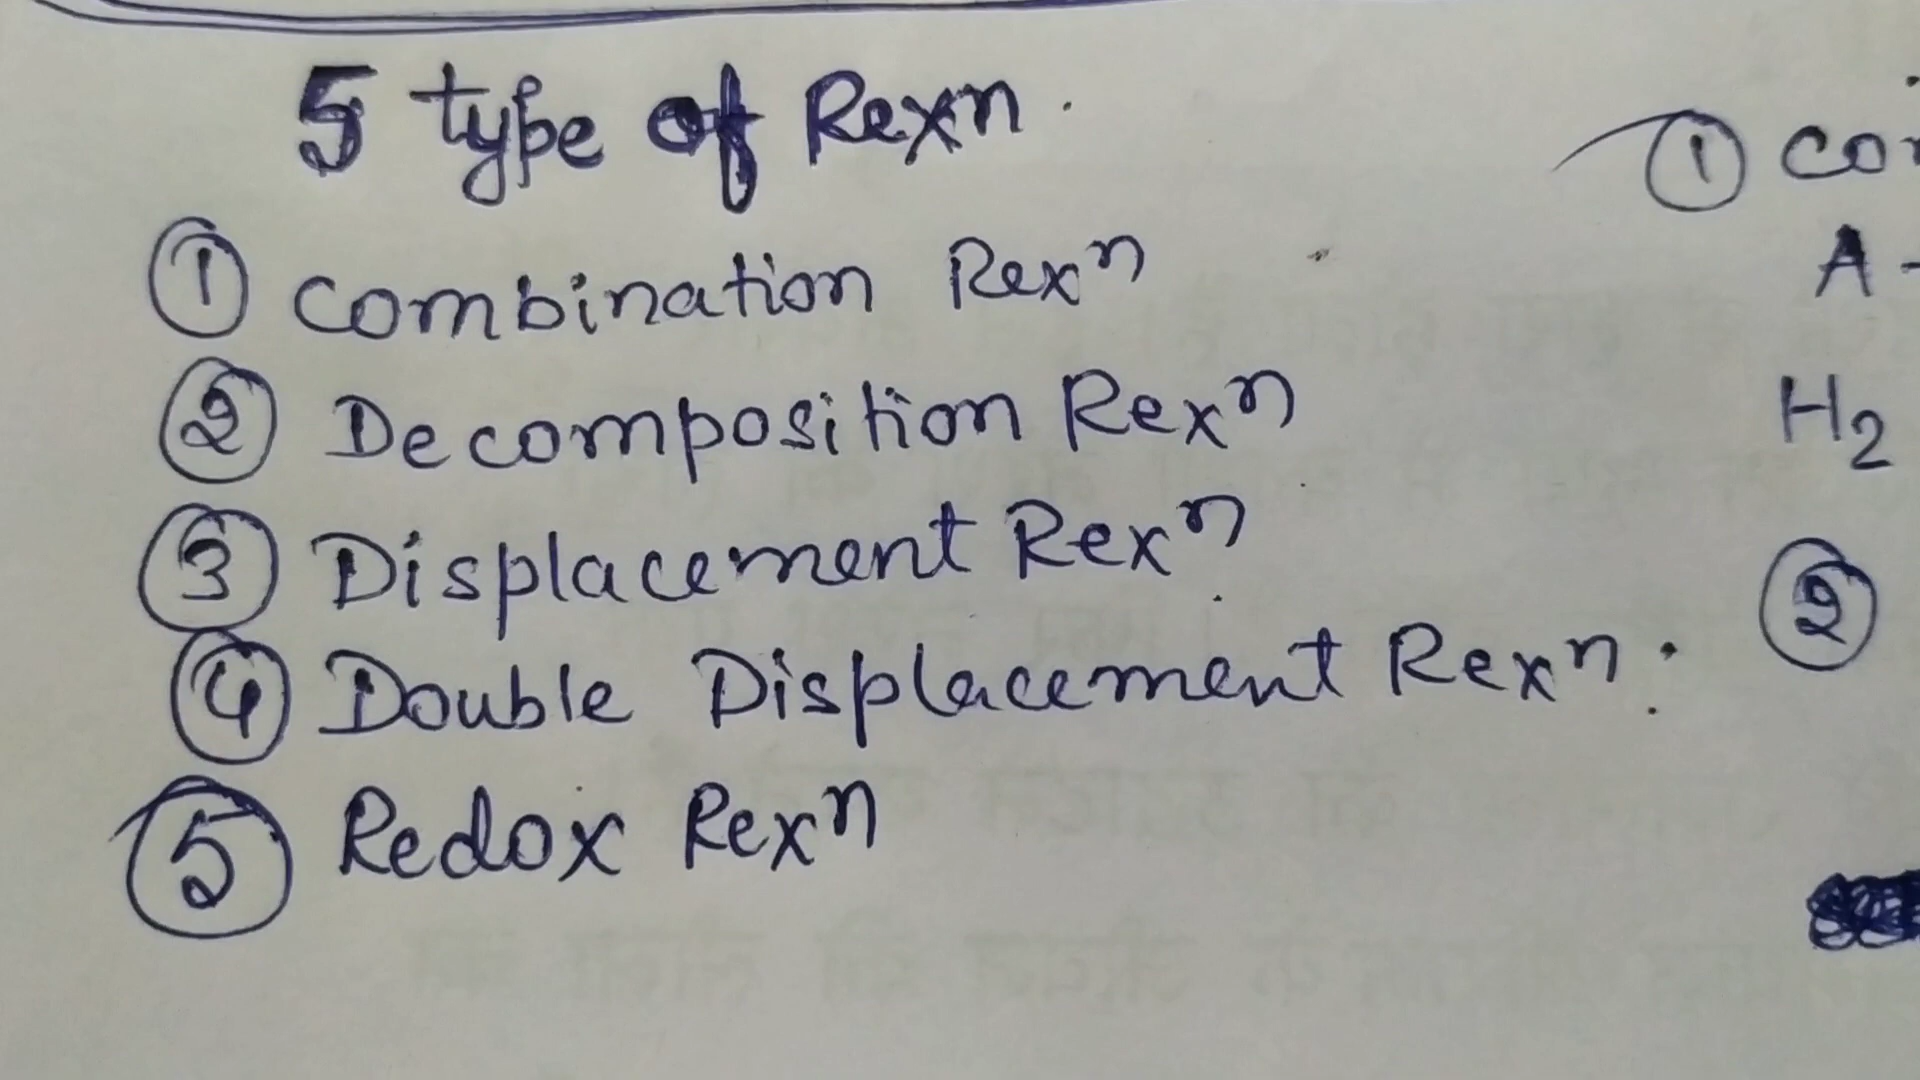 5 type of Rexn.
① Combination Rexⁿ
② Decomposition Rexⁿ
③ Displacement Rexⁿ
④ Double Displacement Rexⁿ.
⑤ Redox Rexⁿ
①
A
H₂
②